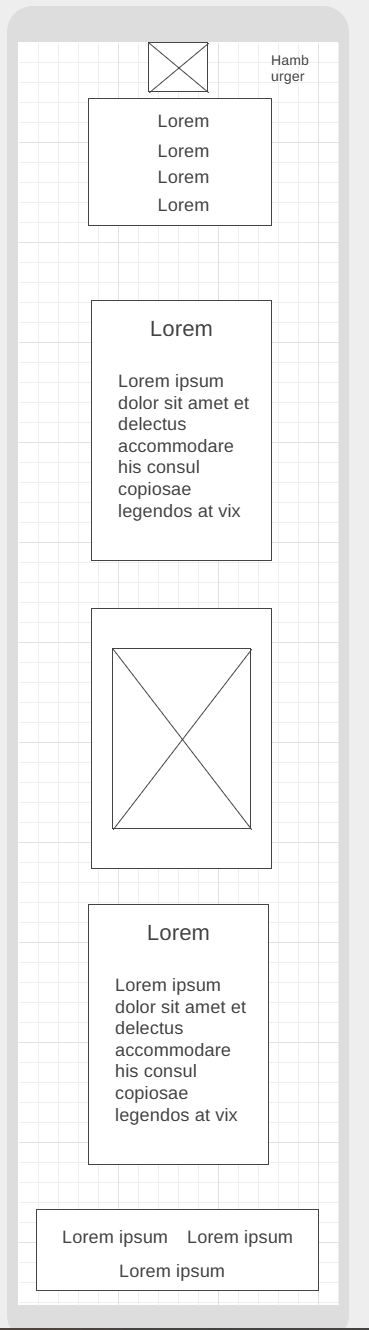 Hamb
urger
Lorem
Lorem
Lorem
Lorem
Lorem
Lorem ipsum
dolor sit amet et
delectus
accommodare
his consul
copiosae
legendos at vix
Lorem
Lorem ipsum
dolor sit amet et
delectus
accommodare
his consul
copiosae
legendos at vix
Lorem ipsum Lorem ipsum
Lorem ipsum